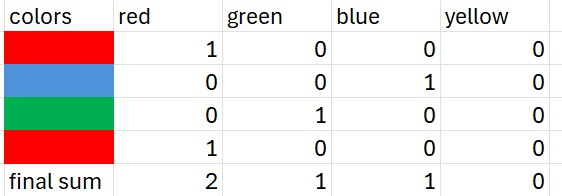 colors red green blue yellow
1 0 0 0
0 0 1 0
0 1 0 0
1 0 0 0
final sum 2 1 1 0